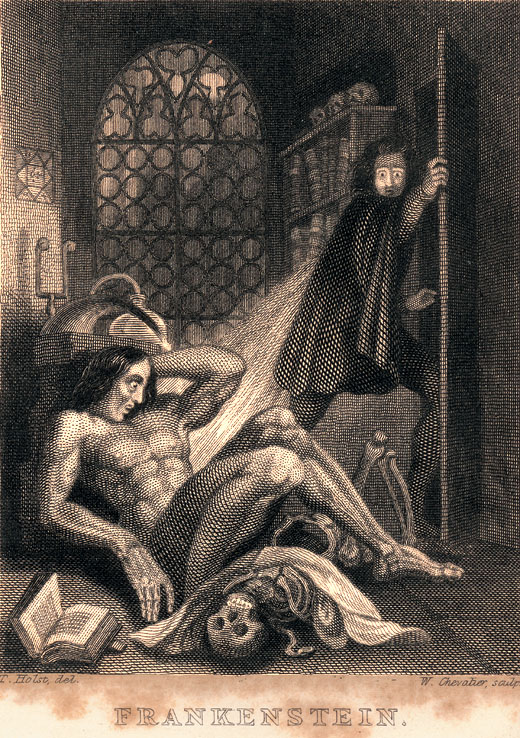 T. Holst, del.
W. Chevalier, sculp.
FRANKENSTEIN.